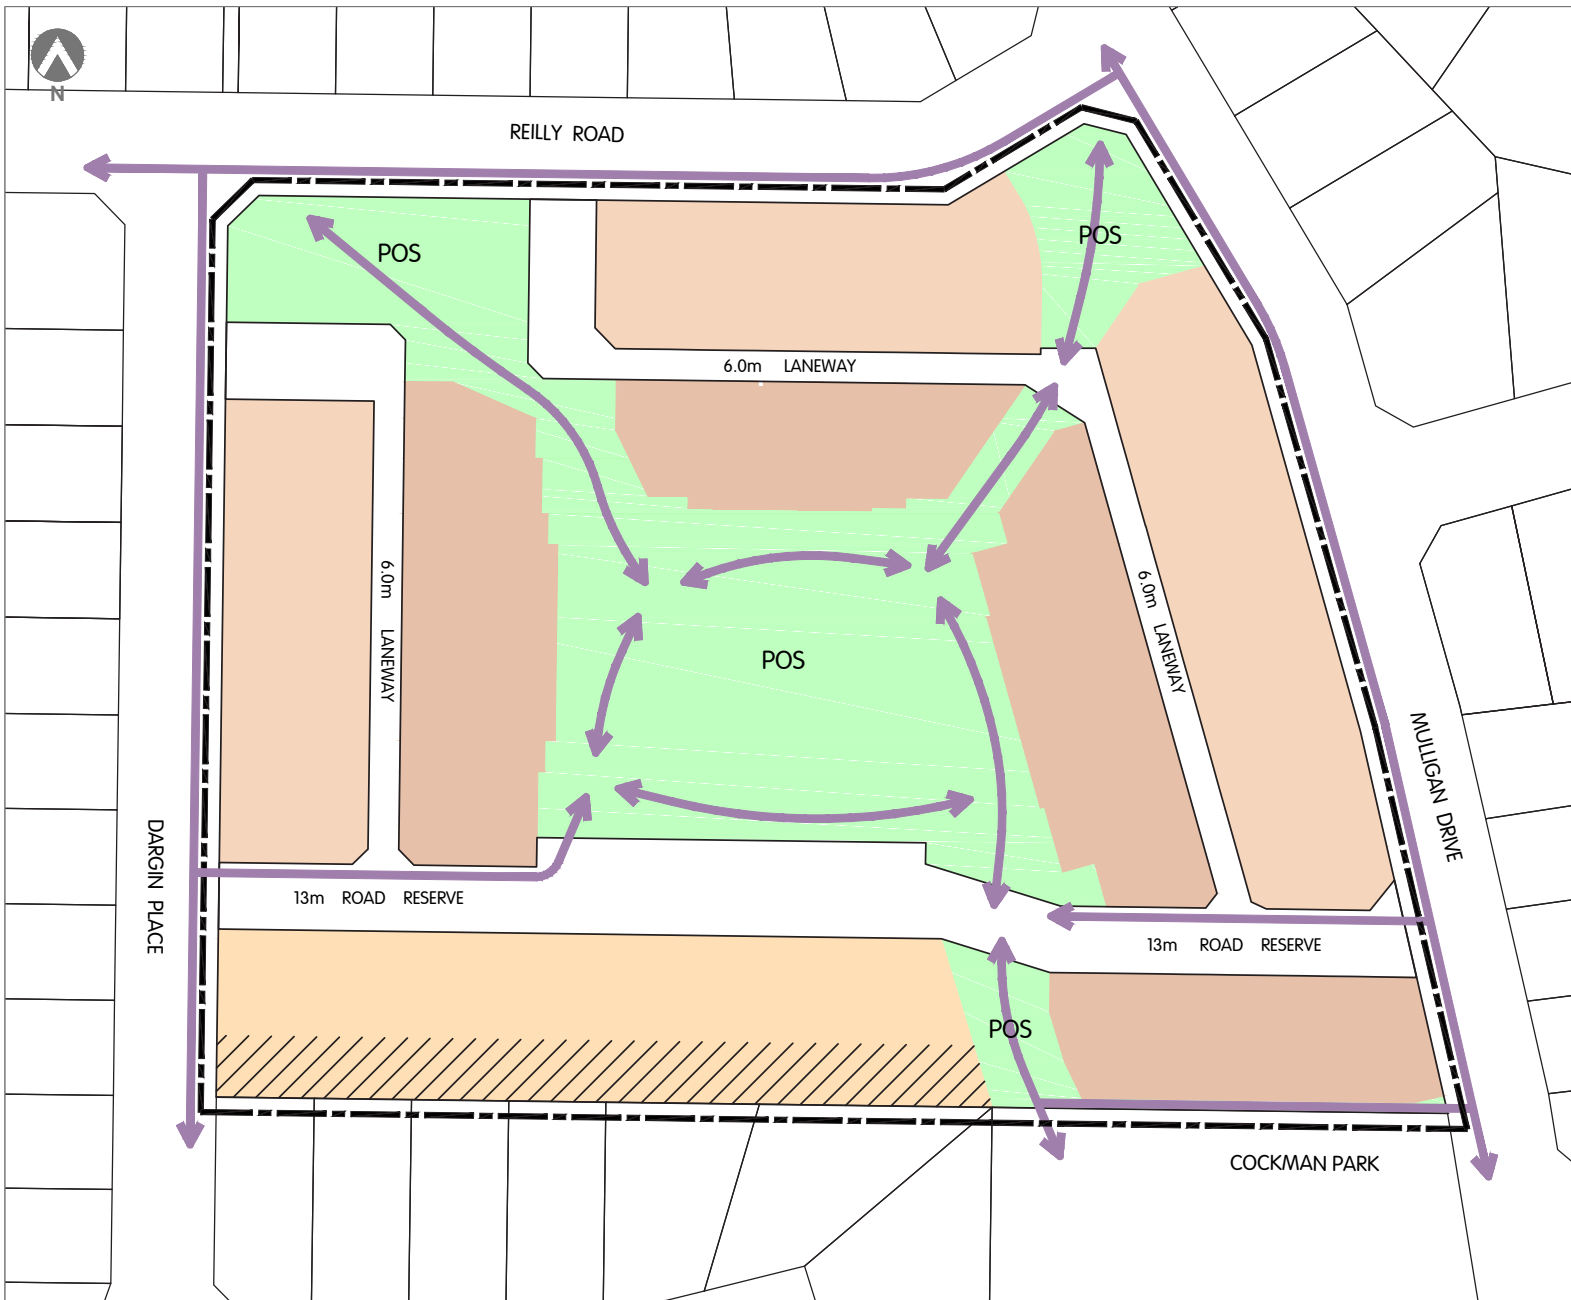 N
REILLY ROAD
POS
POS
6.0m LANEWAY
6.0m LANEWAY
6.0m LANEWAY
POS
MULLIGAN DRIVE
DARGIN PLACE
13m ROAD RESERVE
13m ROAD RESERVE
POS
COCKMAN PARK